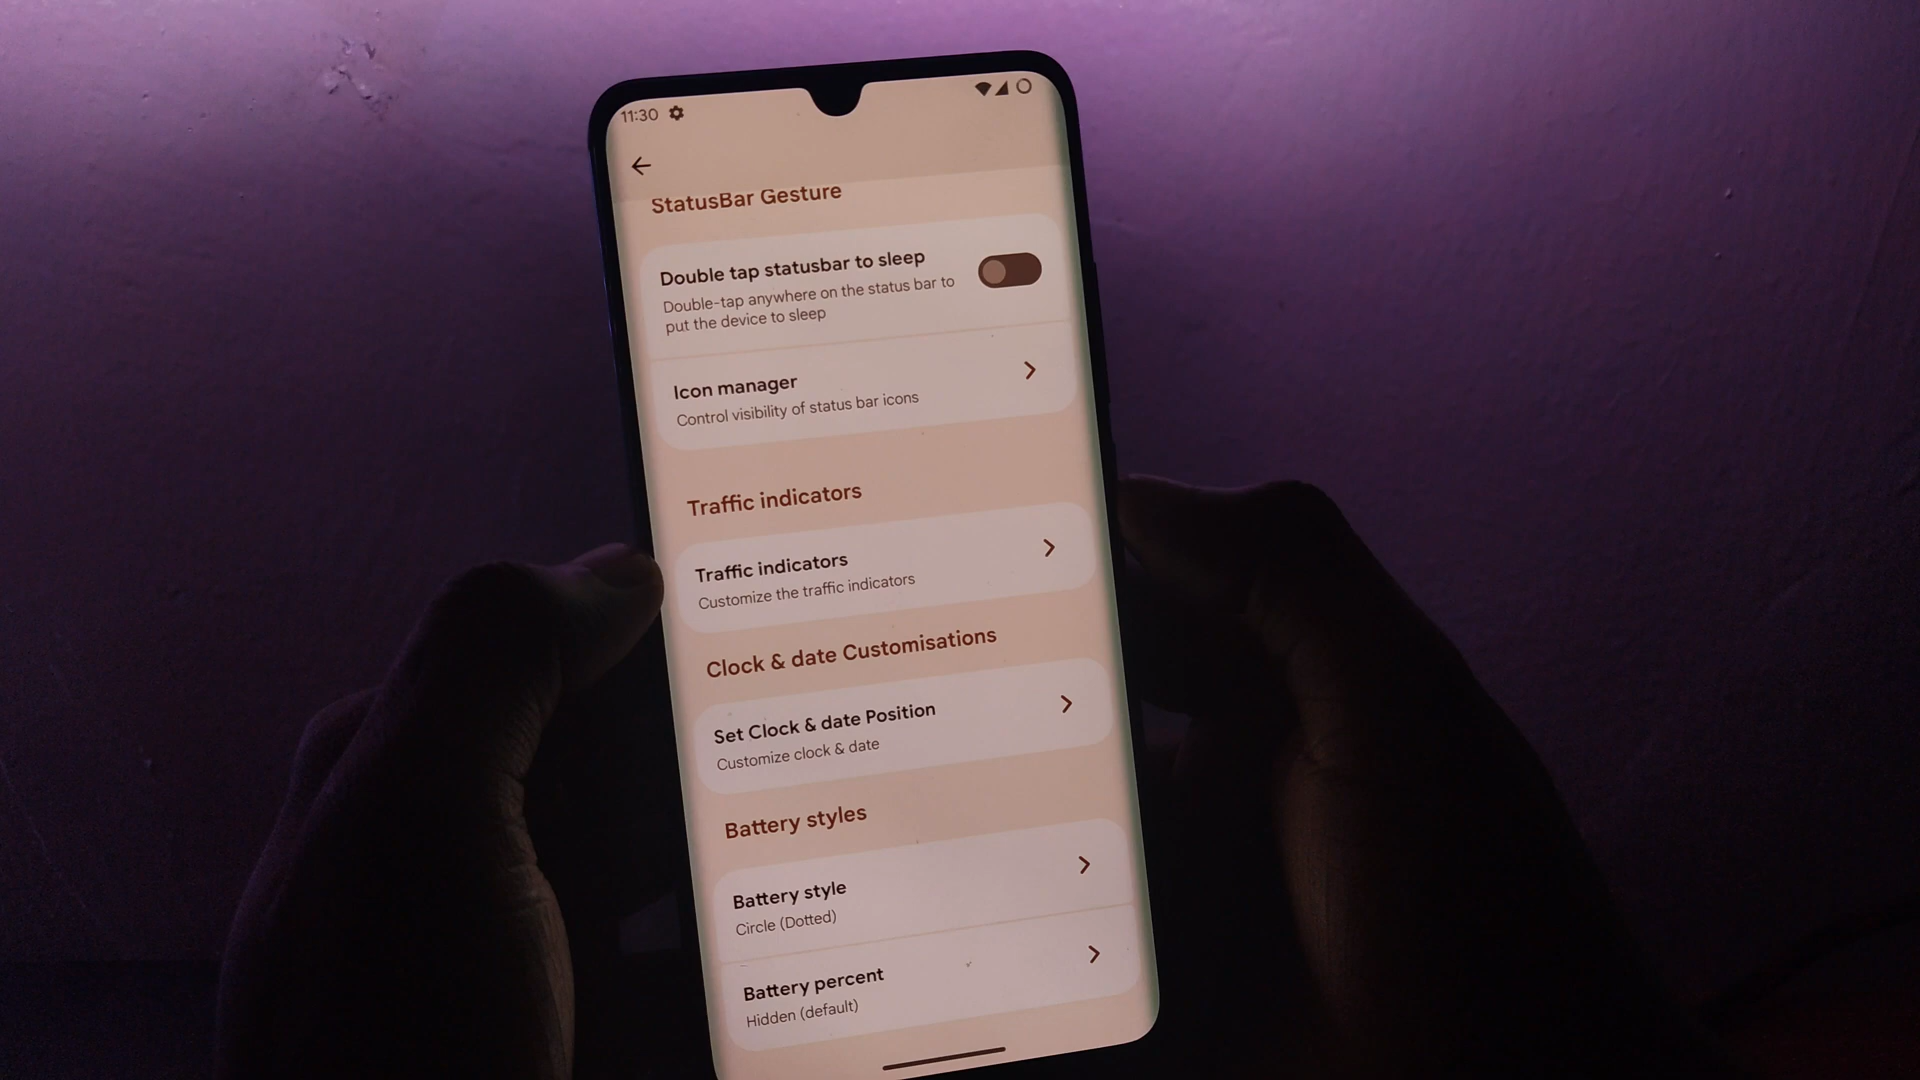 11:30
StatusBar Gesture
Double tap statusbar to sleep
Double-tap anywhere on the status bar to
put the device to sleep
Icon manager
Control visibility of status bar icons
Traffic indicators
Traffic indicators
Customize the traffic indicators
Clock & date Customisations
Set Clock & date Position
Customize clock & date
Battery styles
Battery style
Circle (Dotted)
Battery percent
Hidden (default)